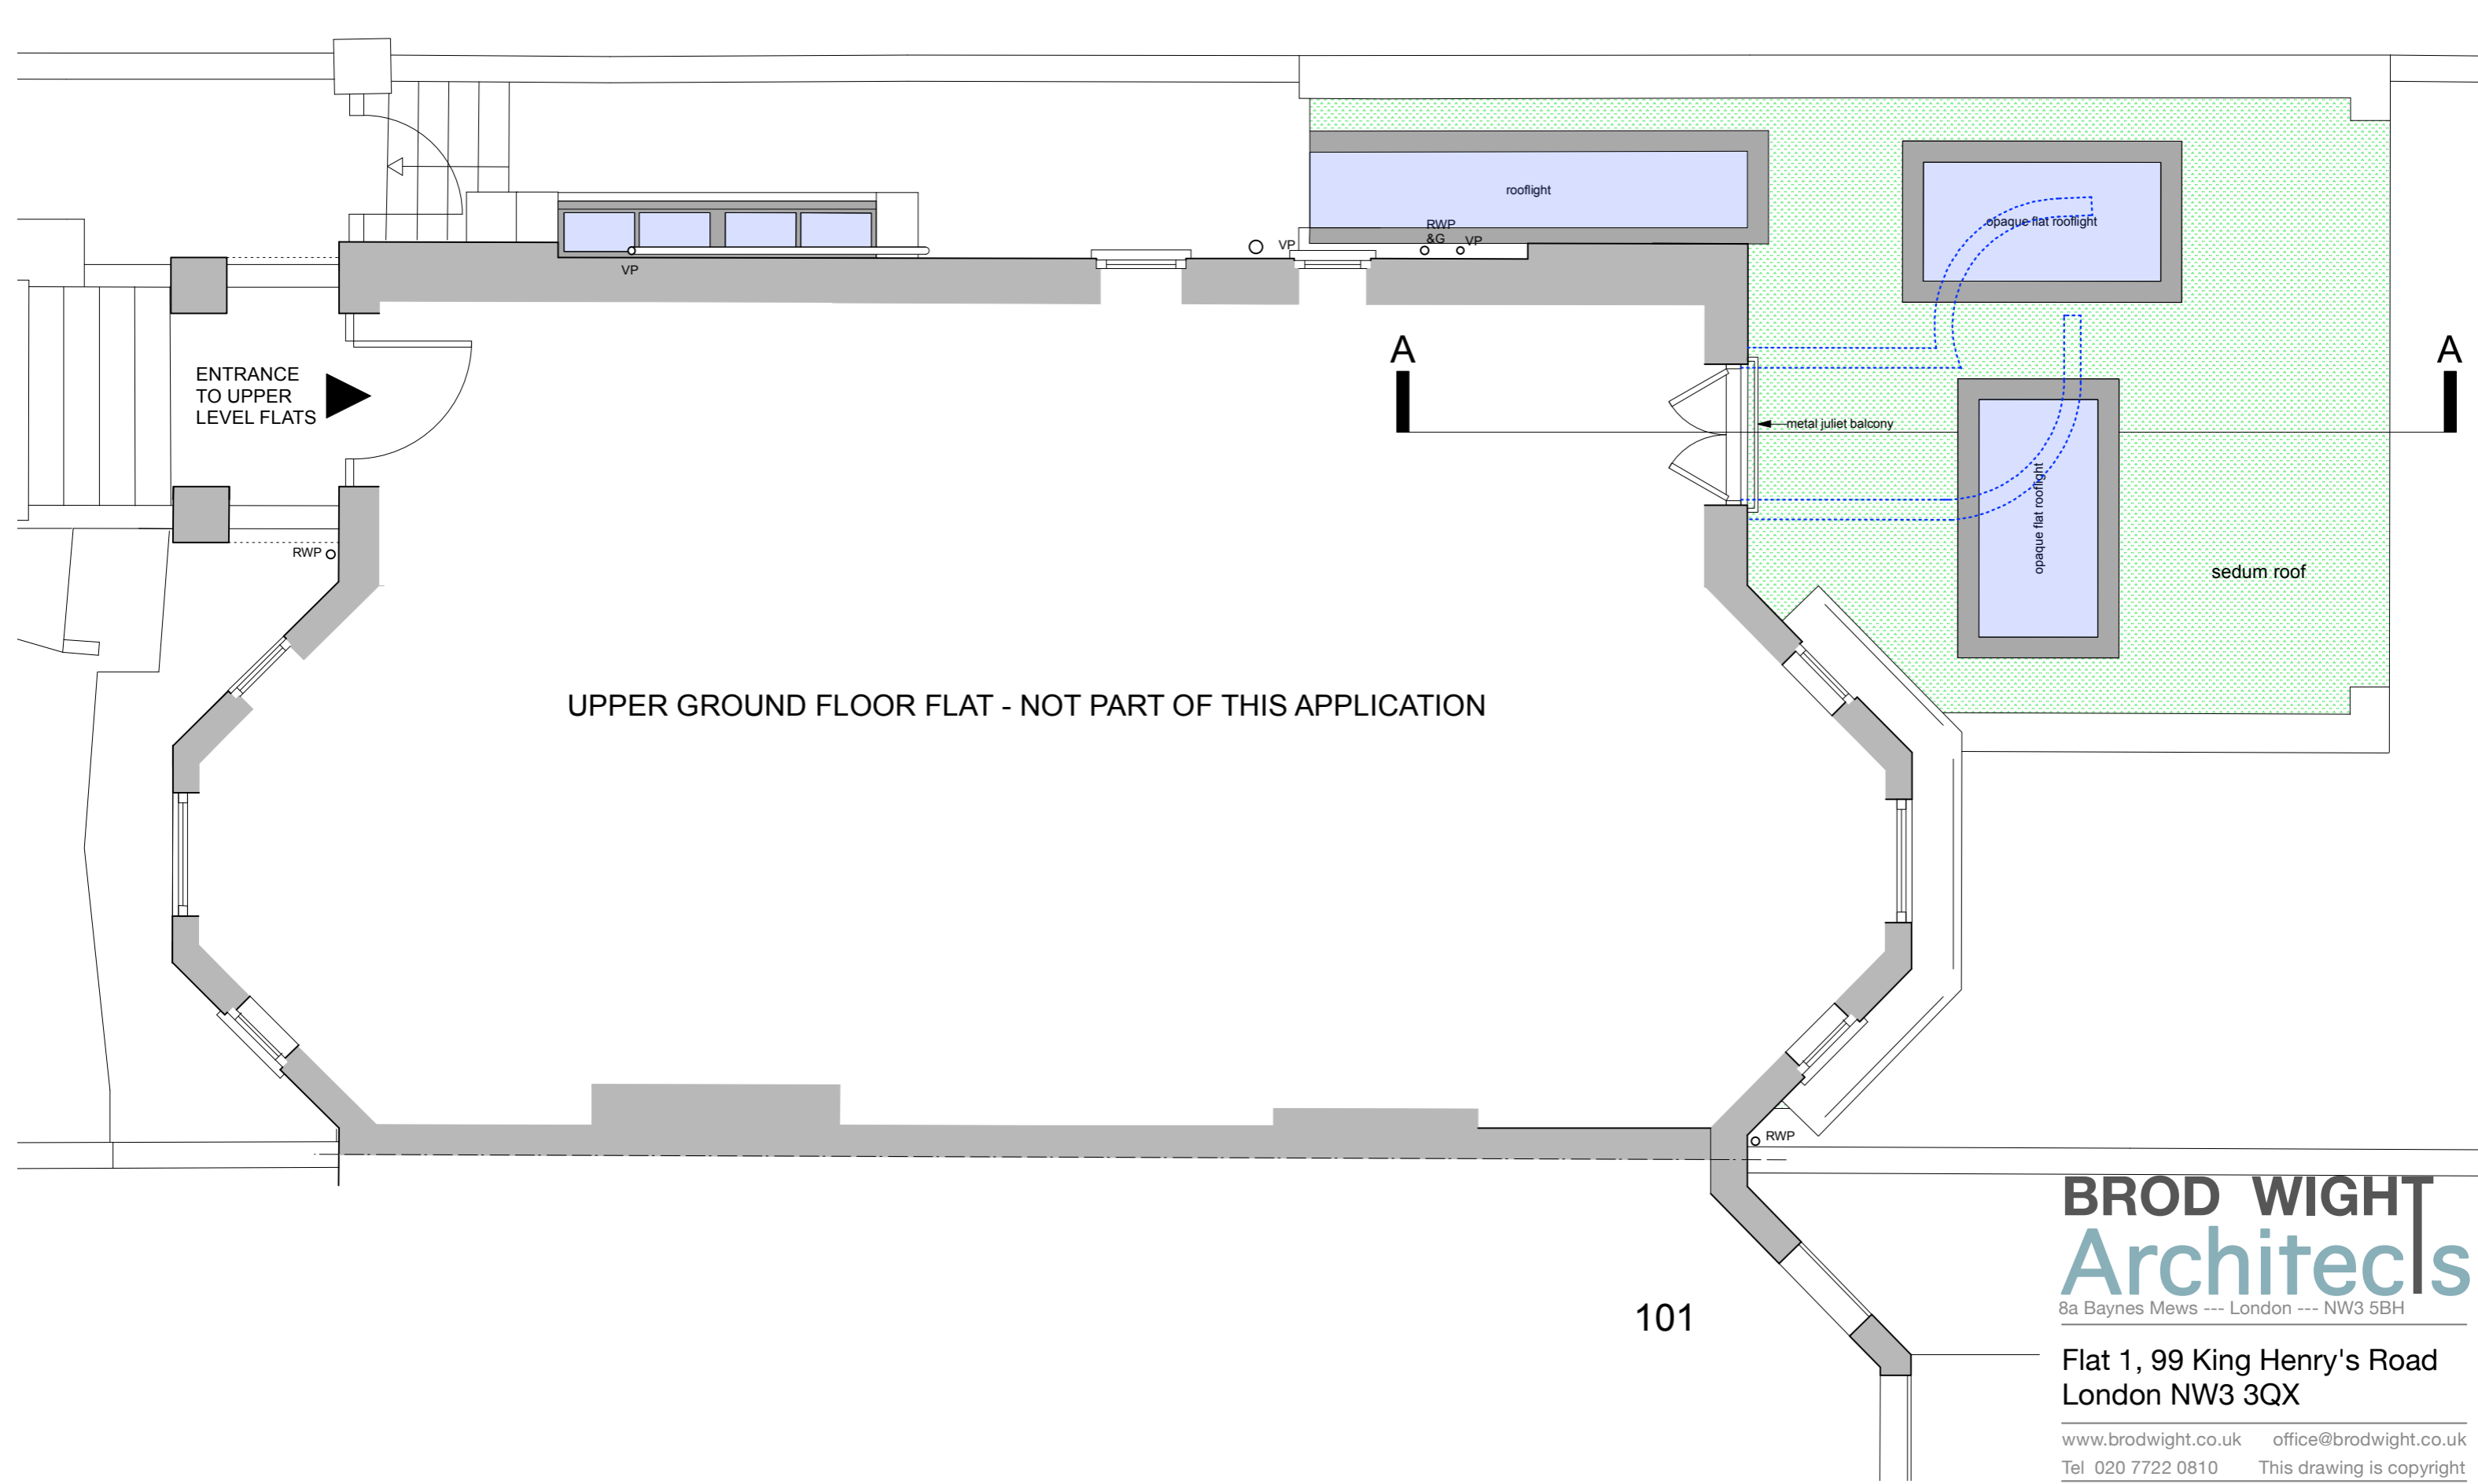 rooflight
opaque flat rooflight
RWP
&G
VP
VP
VP
A
A
ENTRANCE
TO UPPER
LEVEL FLATS
metal juliet balcony
opaque flat rooflight
RWP
sedum roof
UPPER GROUND FLOOR FLAT - NOT PART OF THIS APPLICATION
RWP
101
BROD WIGHT
Architects
8a Baynes Mews --- London --- NW3 5BH
Flat 1, 99 King Henry's Road
London NW3 3QX
www.brodwight.co.uk office@brodwight.co.uk
Tel 020 7722 0810 This drawing is copyright